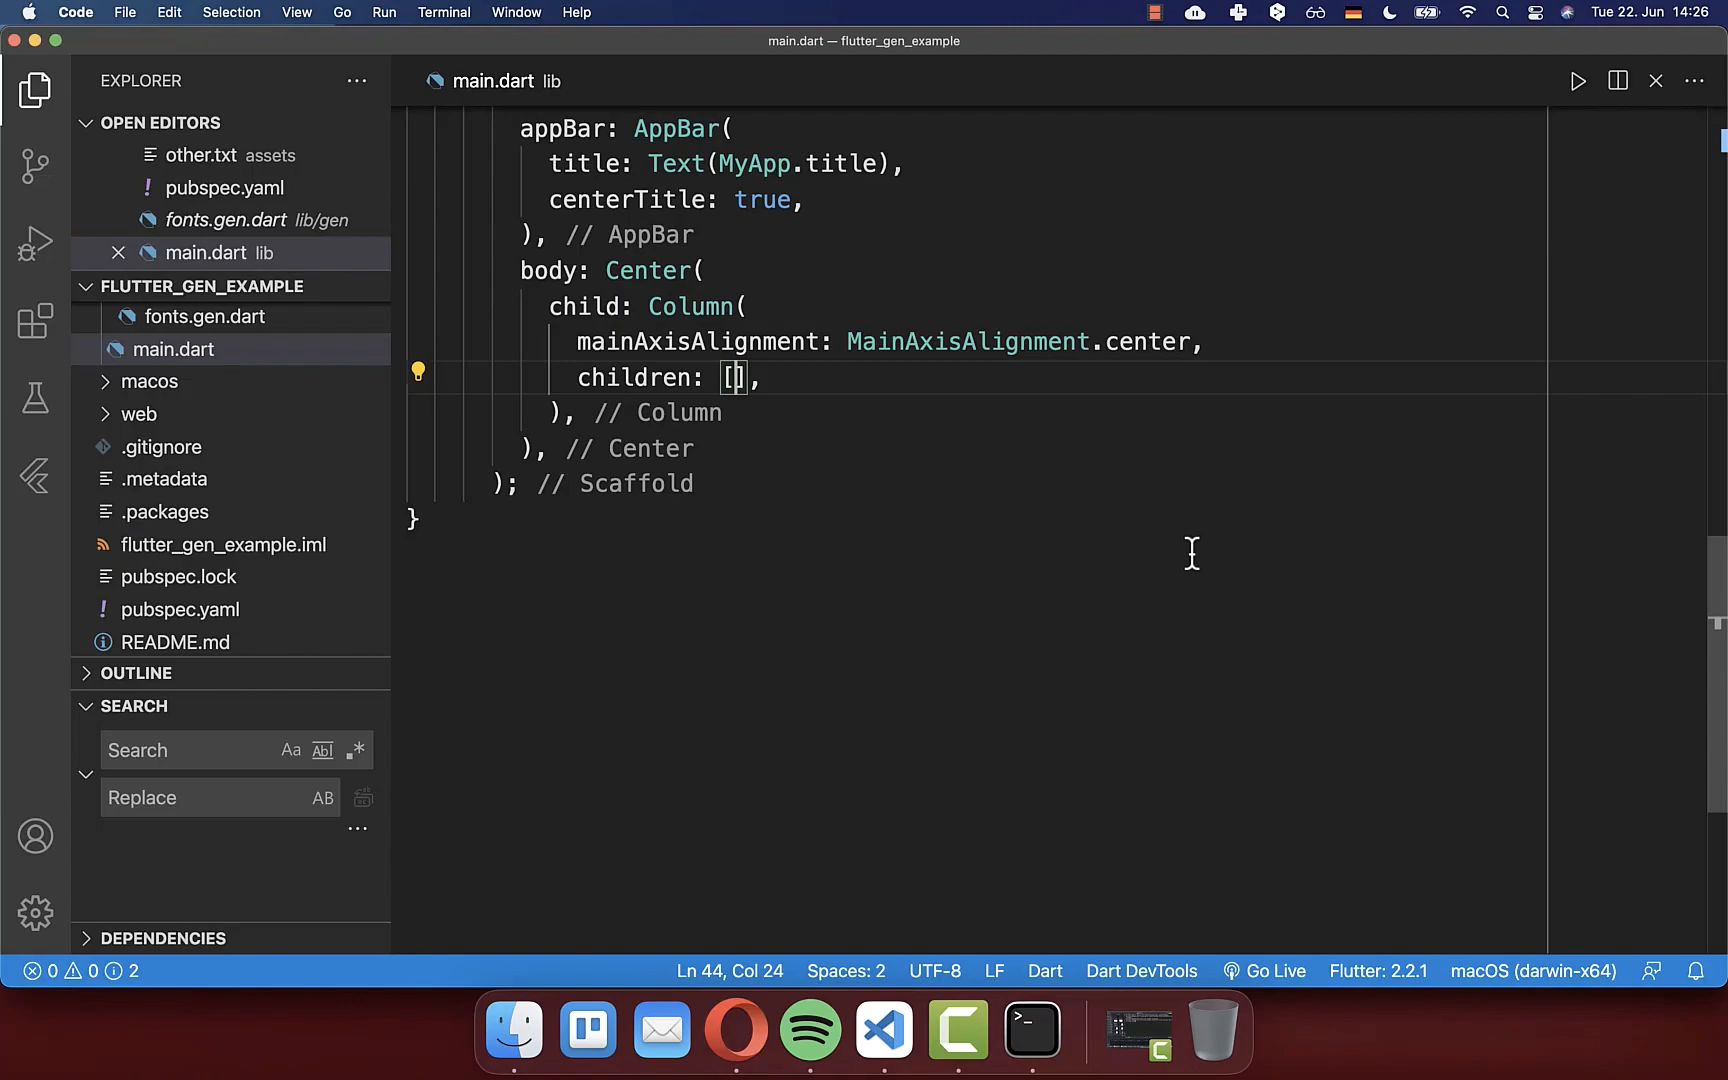 Code File Edit Selection View Go Run Terminal Window Help Tue 22. Jun 14:26
main.dart — flutter_gen_example
EXPLORER
OPEN EDITORS
other.txt assets
pubspec.yaml
fonts.gen.dart lib/gen
main.dart lib
FLUTTER_GEN_EXAMPLE
fonts.gen.dart
main.dart
macos
web
.gitignore
.metadata
.packages
flutter_gen_example.iml
pubspec.lock
pubspec.yaml
README.md
OUTLINE
SEARCH
Search Aa Abl .*
Replace AB
DEPENDENCIES
main.dart lib
appBar: AppBar(
title: Text(MyApp.title),
centerTitle: true,
), // AppBar
body: Center(
child: Column(
mainAxisAlignment: MainAxisAlignment.center,
children: [],
), // Column
), // Center
); // Scaffold
}
0 0 2 Ln 44, Col 24 Spaces: 2 UTF-8 LF Dart Dart DevTools Go Live Flutter: 2.2.1 macOS (darwin-x64)